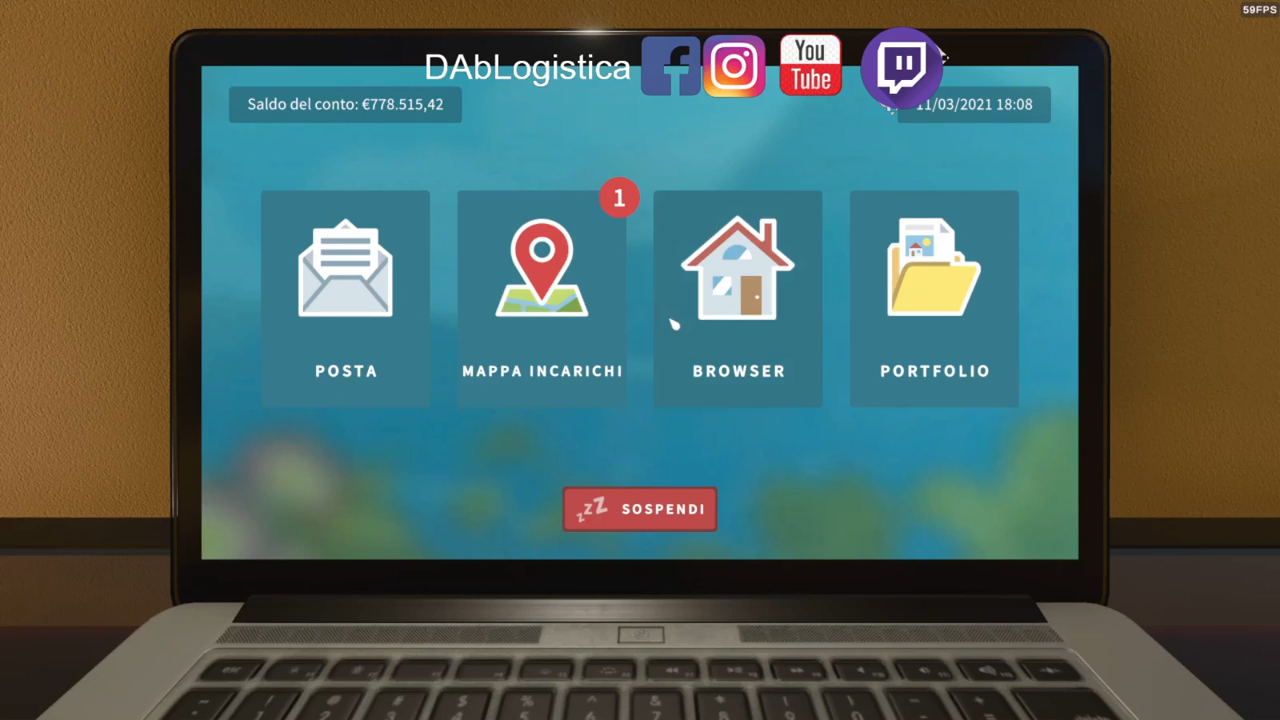 59FPS
DAbLogistica
You
Tube
Saldo del conto: €778.515,42
11/03/2021 18:08
1
POSTA
MAPPA INCARICHI
BROWSER
PORTFOLIO
zzZ SOSPENDI